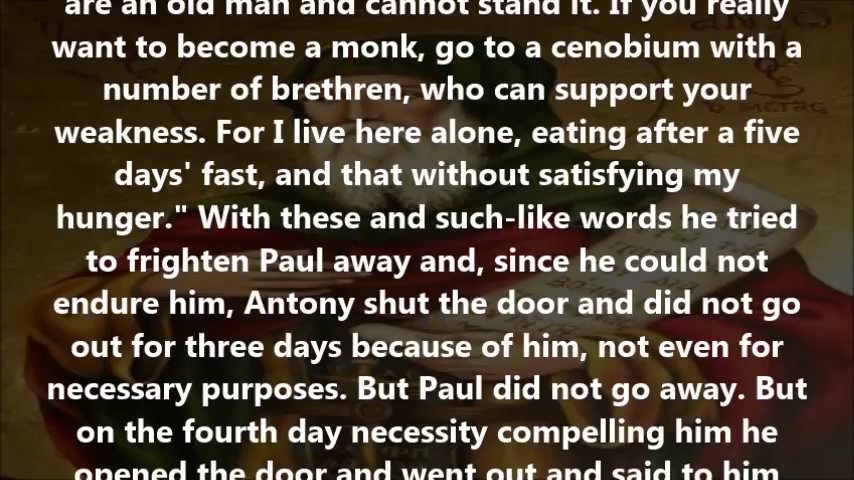 are an old man and cannot stand it. If you really
want to become a monk, go to a cenobium with a
number of brethren, who can support your
weakness. For I live here alone, eating after a five
days' fast, and that without satisfying my
hunger." With these and such-like words he tried
to frighten Paul away and, since he could not
endure him, Antony shut the door and did not go
out for three days because of him, not even for
necessary purposes. But Paul did not go away. But
on the fourth day necessity compelling him he
opened the door and went out and said to him